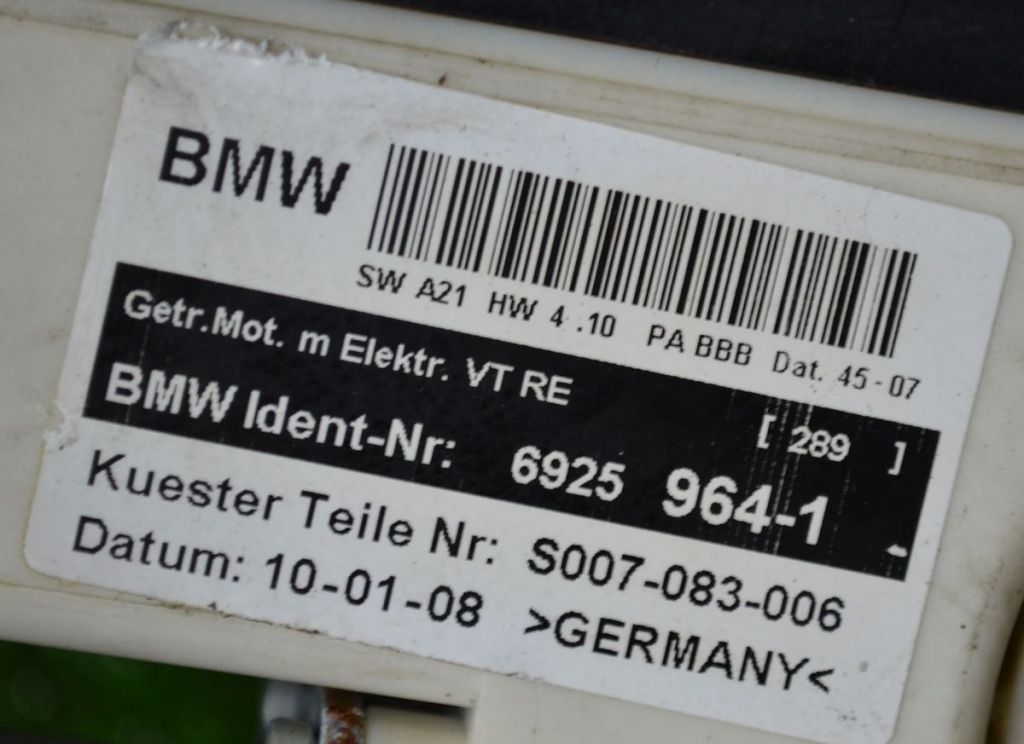 BMW
SW A21 HW 4 .10 PA BBB Dat. 45-07
Getr.Mot. m Elektr. VT RE
[ 289 ]
BMW Ident-Nr: 6925 964-1
Kuester Teile Nr: S007-083-006
Datum: 10-01-08 >GERMANY<